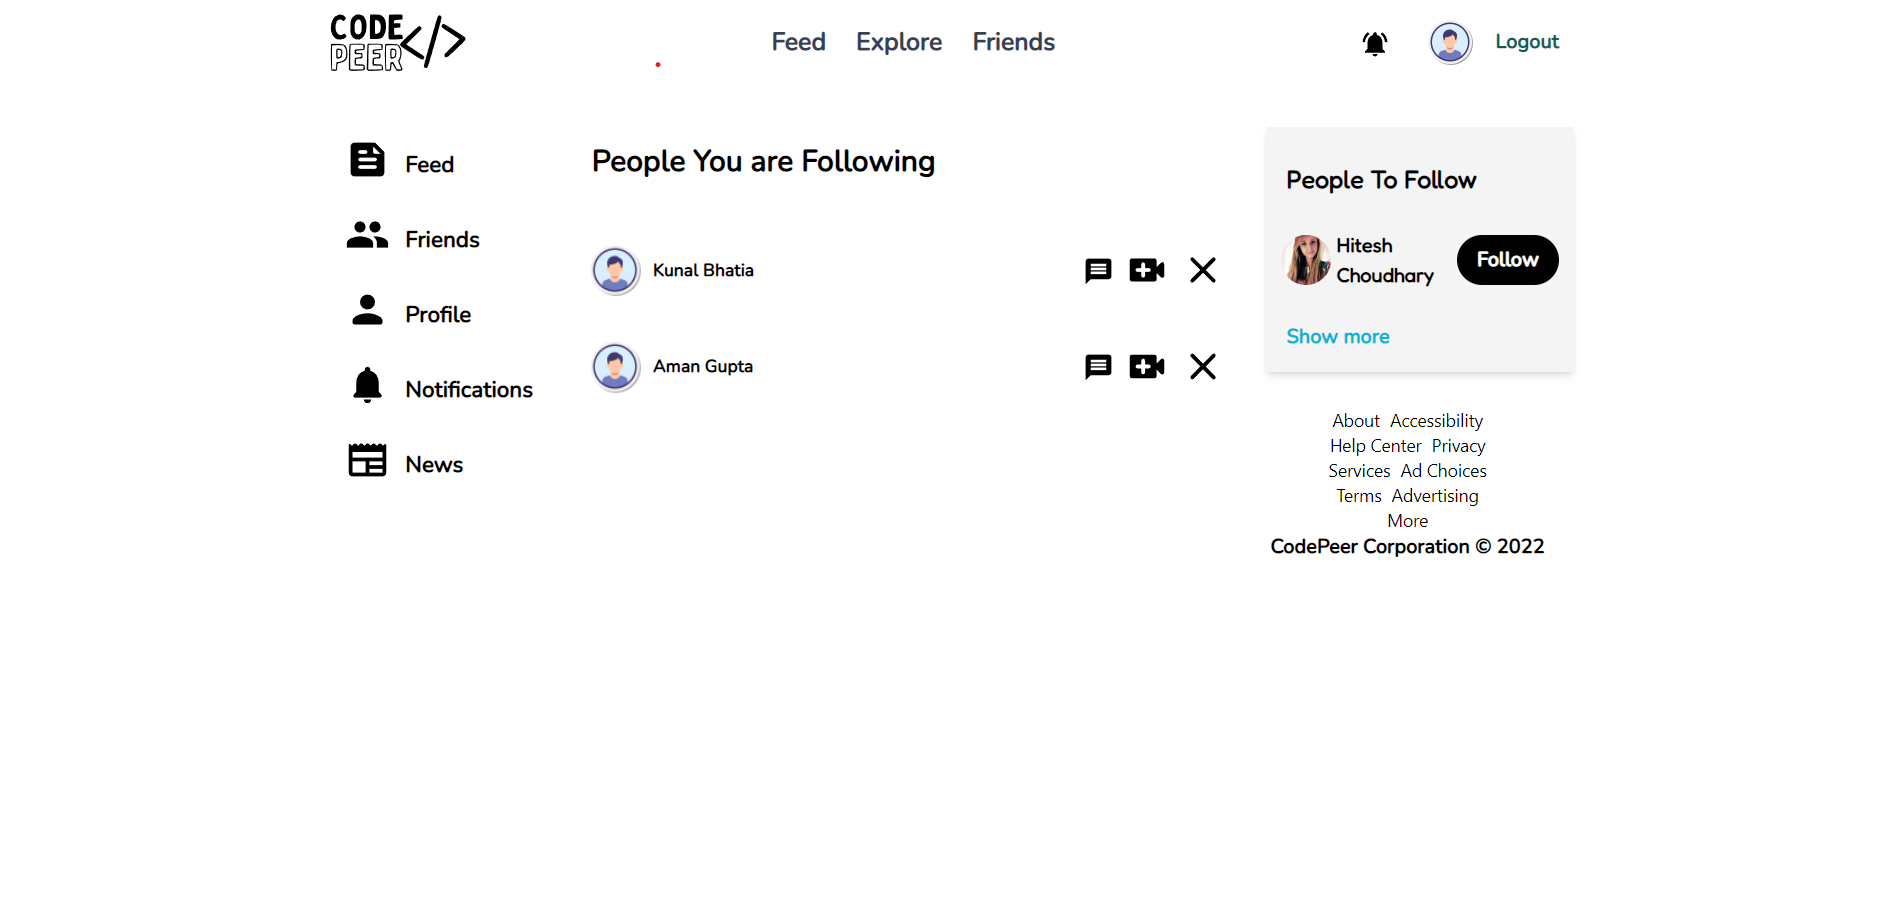 CODE
PEER
Feed Explore Friends
Logout
Feed
Friends
Profile
Notifications
News
People You are Following
Kunal Bhatia
Aman Gupta
People To Follow
Hitesh
Choudhary
Follow
Show more
About Accessibility
Help Center Privacy
Services Ad Choices
Terms Advertising
More
CodePeer Corporation © 2022